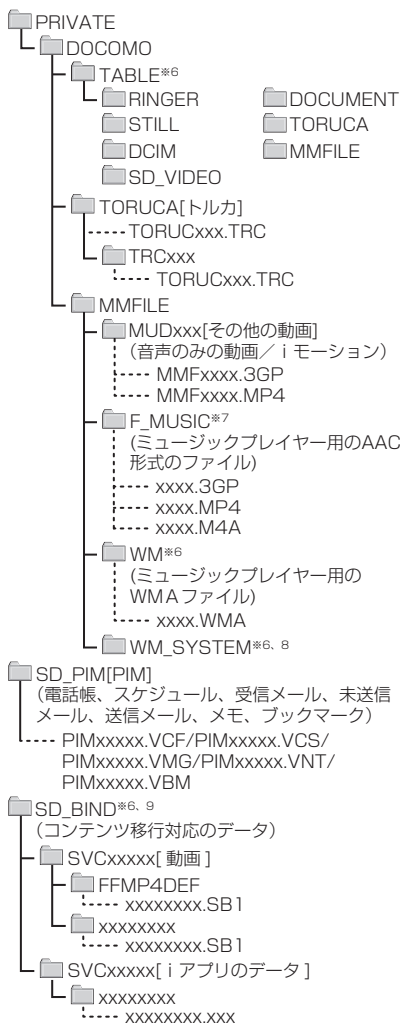 PRIVATE
DOCOMO
TABLE※6
RINGER DOCUMENT
STILL TORUCA
DCIM MMFILE
SD_VIDEO
TORUCA[トルカ]
TORUCxxx.TRC
TRCxxx
TORUCxxx.TRC
MMFILE
MUDxxx[その他の動画]
(音声のみの動画／iモーション)
MMFxxxx.3GP
MMFxxxx.MP4
F_MUSIC※7
(ミュージックプレイヤー用のAAC
形式のファイル)
xxxx.3GP
xxxx.MP4
xxxx.M4A
WM※6
(ミュージックプレイヤー用の
WMAファイル)
xxxx.WMA
WM_SYSTEM※6、8
SD_PIM[PIM]
(電話帳、スケジュール、受信メール、未送信
メール、送信メール、メモ、ブックマーク)
PIMxxxxx.VCF/PIMxxxxx.VCS/
PIMxxxxx.VMG/PIMxxxxx.VNT/
PIMxxxxx.VBM
SD_BIND※6、9
(コンテンツ移行対応のデータ)
SVCxxxxx[動画]
FFMP4DEF
xxxxxxxx.SB1
xxxxxxxx
xxxxxxxx.SB1
SVCxxxxx[iアプリのデータ]
xxxxxxxx
xxxxxxxx.xxx